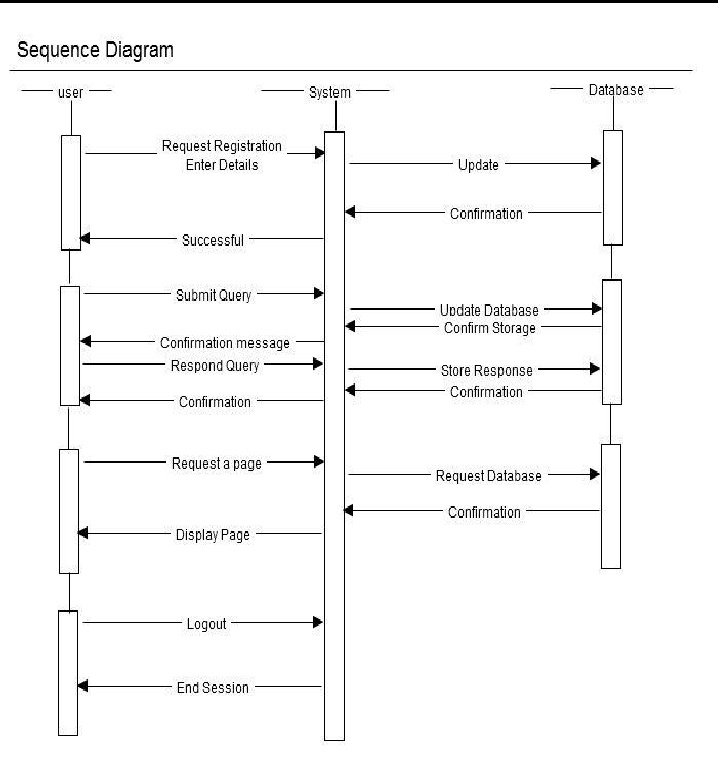 Sequence Diagram
user
System
Database
Request Registration
Enter Details
Update
Confirmation
Successful
Submit Query
Update Database
Confirm Storage
Confirmation message
Respond Query
Store Response
Confirmation
Confirmation
Request a page
Request Database
Confirmation
Display Page
Logout
End Session